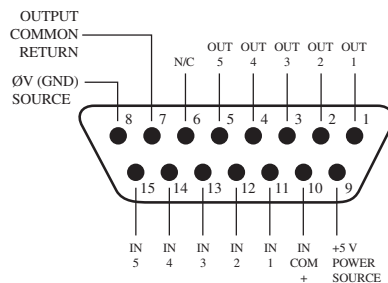 OUTPUT
COMMON
RETURN
ØV (GND)
SOURCE
N/C
OUT 5
OUT 4
OUT 3
OUT 2
OUT 1
8 7 6 5 4 3 2 1
15 14 13 12 11 10 9
IN 5
IN 4
IN 3
IN 2
IN 1
IN COM +
+5 V
POWER
SOURCE